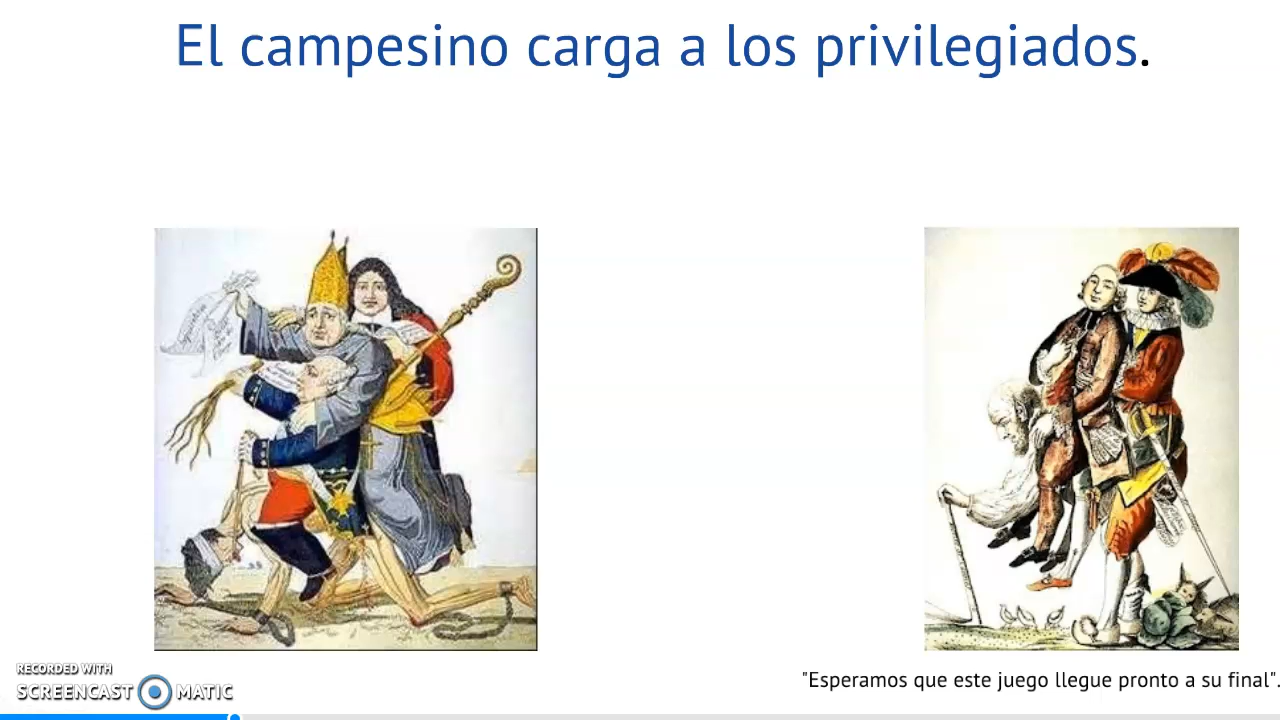 El campesino carga a los privilegiados.
RECORDED WITH
SCREENCAST MATIC
"Esperamos que este juego llegue pronto a su final".